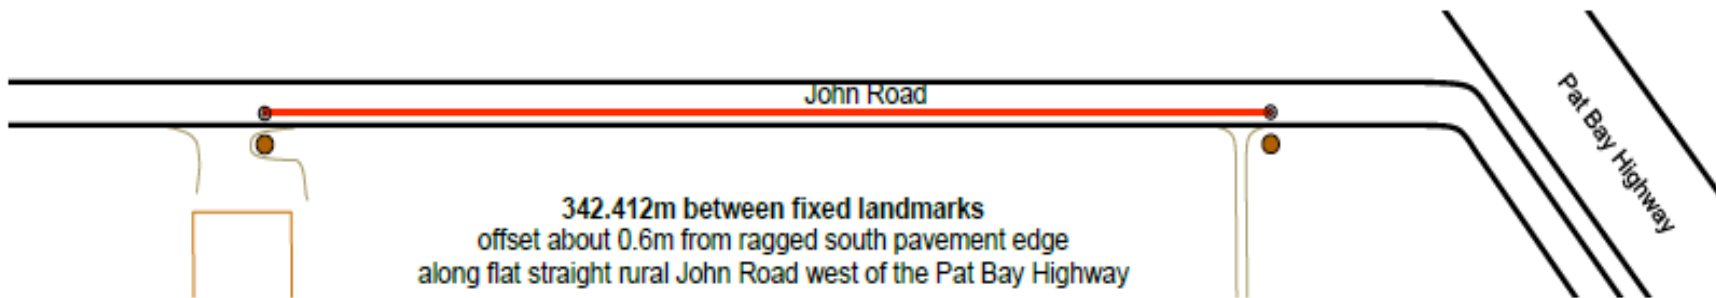 John Road
Pat Bay Highway
342.412m between fixed landmarks
offset about 0.6m from ragged south pavement edge
along flat straight rural John Road west of the Pat Bay Highway